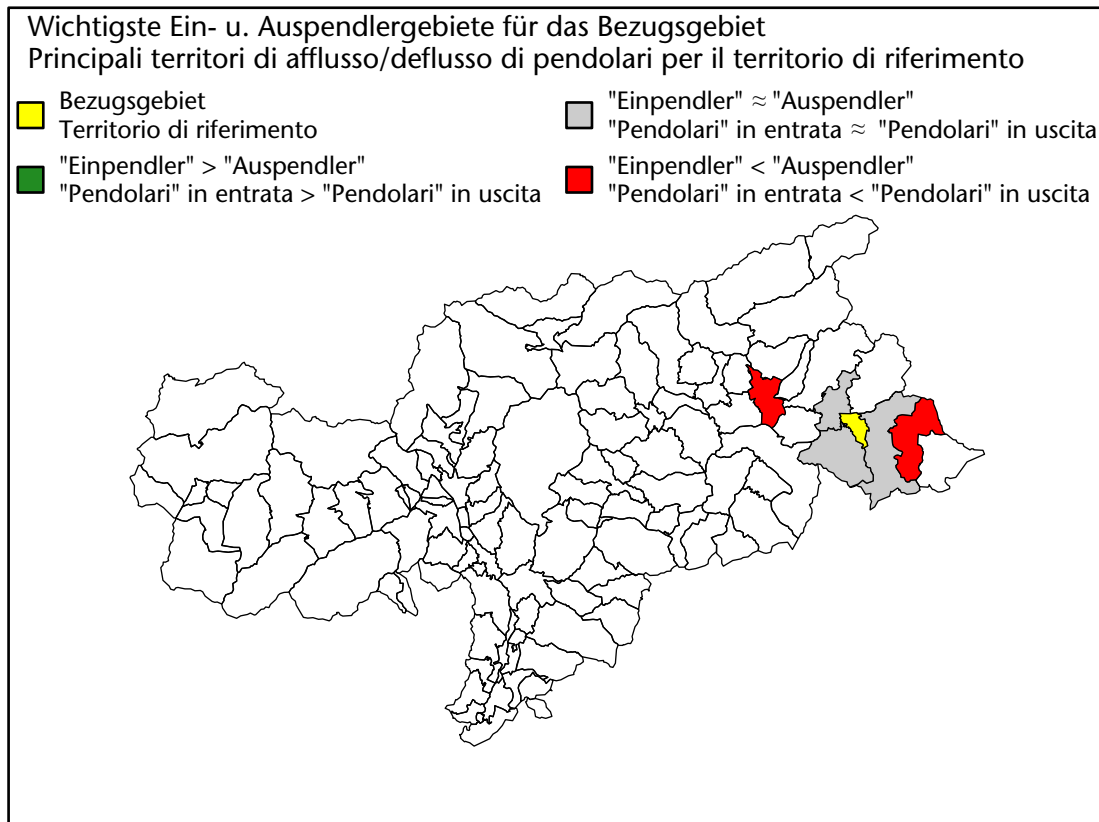 Wichtigste Ein- u. Auspendlergebiete für das Bezugsgebiet
Principali territori di afflusso/deflusso di pendolari per il territorio di riferimento
Bezugsgebiet
Territorio di riferimento
"Einpendler" > "Auspendler"
"Pendolari" in entrata > "Pendolari" in uscita
"Einpendler" ≈ "Auspendler"
"Pendolari" in entrata ≈ "Pendolari" in uscita
"Einpendler" < "Auspendler"
"Pendolari" in entrata < "Pendolari" in uscita